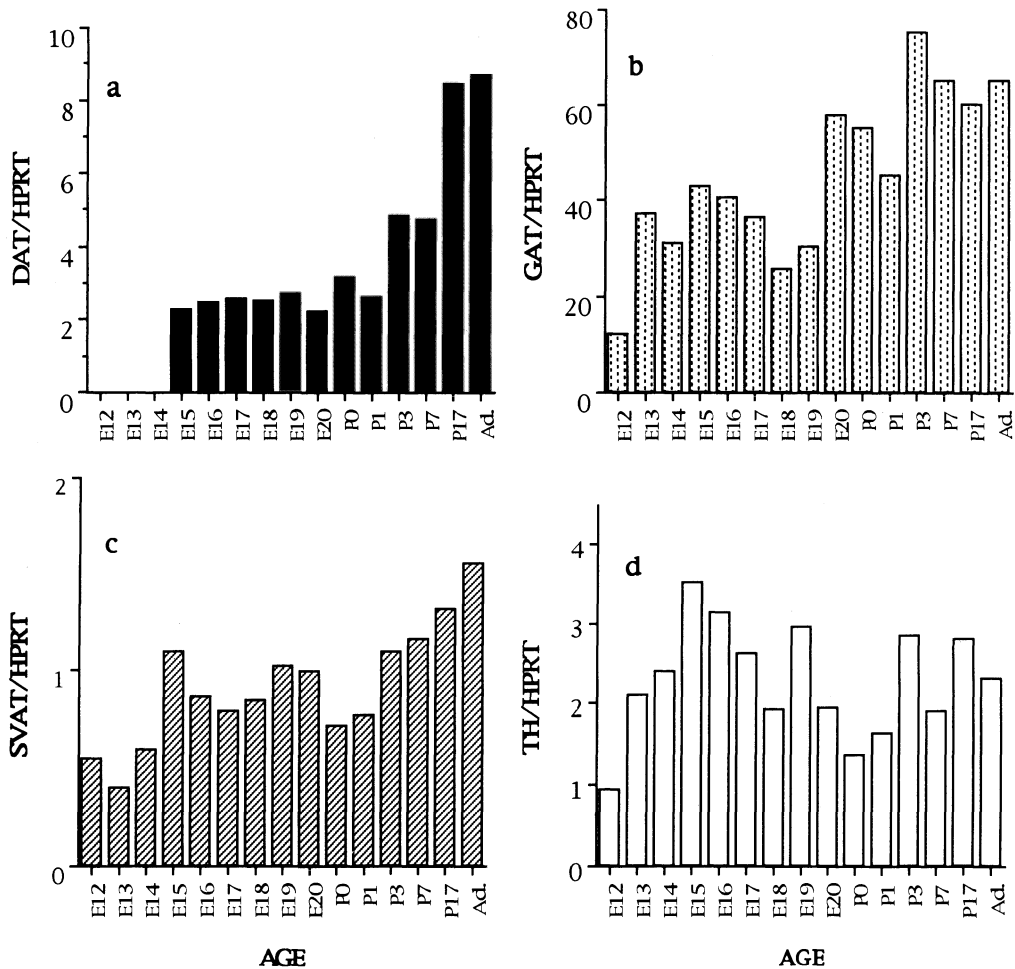 a
DAT/HPRT
10
8
6
4
2
0
E12 E13 E14 E15 E16 E17 E18 E19 E20 P0 P1 P3 P7 P17 Ad.
b
GAT/HPRT
80
60
40
20
0
E12 E13 E14 E15 E16 E17 E18 E19 E20 P0 P1 P3 P7 P17 Ad.
c
SVAT/HPRT
2
1
0
E12 E13 E14 E15 E16 E17 E18 E19 E20 P0 P1 P3 P7 P17 Ad.
AGE
d
TH/HPRT
4
3
2
1
0
E12 E13 E14 E15 E16 E17 E18 E19 E20 P0 P1 P3 P7 P17 Ad.
AGE